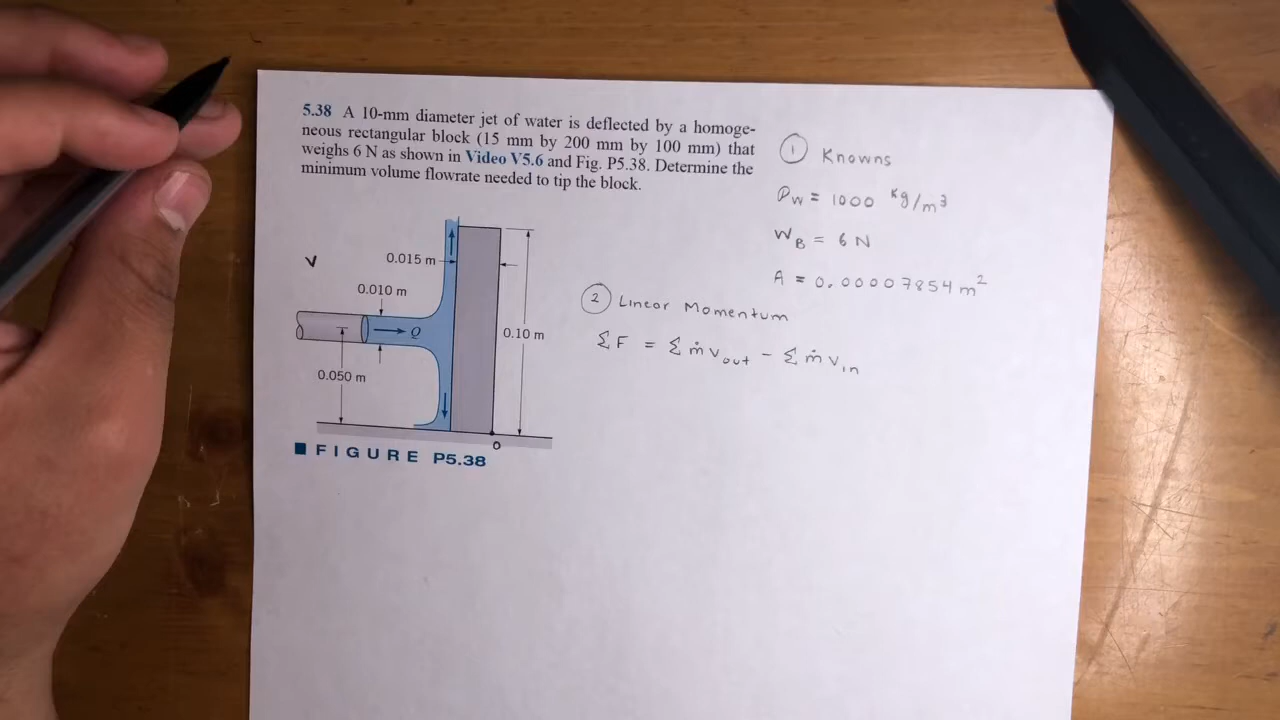 5.38 A 10-mm diameter jet of water is deflected by a homoge-
neous rectangular block (15 mm by 200 mm by 100 mm) that
weighs 6 N as shown in Video V5.6 and Fig. P5.38. Determine the
minimum volume flowrate needed to tip the block.
1 Knowns
ρw = 1000 kg/m³
WB = 6 N
A = 0.00007854 m²
2 Linear Momentum
ΣF = Σṁvout − Σṁvin
V
0.015 m
0.010 m
Q
0.10 m
0.050 m
O
FIGURE P5.38